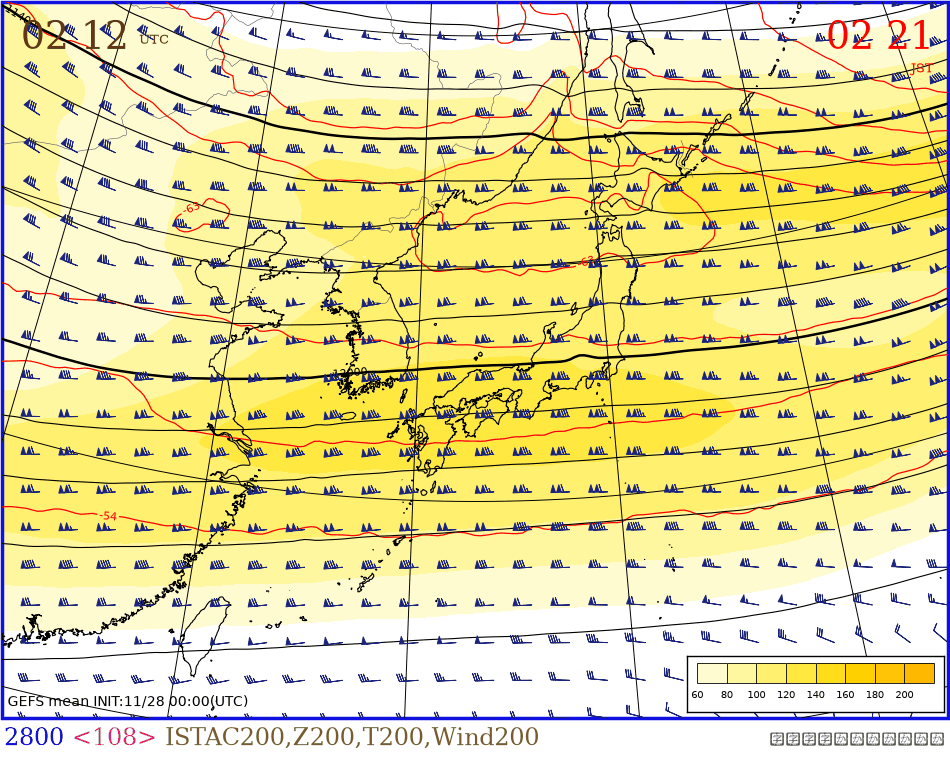 02 12 UTC
02 21 JST
-63
-54
12000
60 80 100 120 140 160 180 200
GEFS mean INIT:11/28 00:00(UTC)
2800 <108> ISTAC200,Z200,T200,Wind200